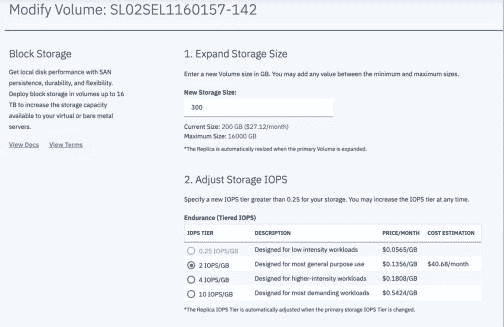 Modify Volume: SL02SEL1160157-142
Block Storage
Get local disk performance with SAN
persistence, durability, and flexibility.
Deploy block storage in volumes up to 16
TB to increase the storage capacity
available to your virtual or bare metal
servers.
View Docs View Terms
1. Expand Storage Size
Enter a new Volume size in GB. You may add any value between the minimum and maximum sizes.
New Storage Size:
300
Current Size: 200 GB ($27.12/month)
Maximum Size: 16000 GB
*The Replica is automatically resized when the primary Volume is expanded.
2. Adjust Storage IOPS
Specify a new IOPS tier greater than 0.25 for your storage. You may increase the IOPS tier at any time.
Endurance (Tiered IOPS)
IOPS TIER DESCRIPTION PRICE/MONTH COST ESTIMATION
0.25 IOPS/GB Designed for low intensity workloads $0.0565/GB
2 IOPS/GB Designed for most general purpose use $0.1356/GB $40.68/month
4 IOPS/GB Designed for higher-intensity workloads $0.1808/GB
10 IOPS/GB Designed for most demanding workloads $0.5424/GB
*The Replica IOPS Tier is automatically adjusted when the primary storage IOPS Tier is changed.